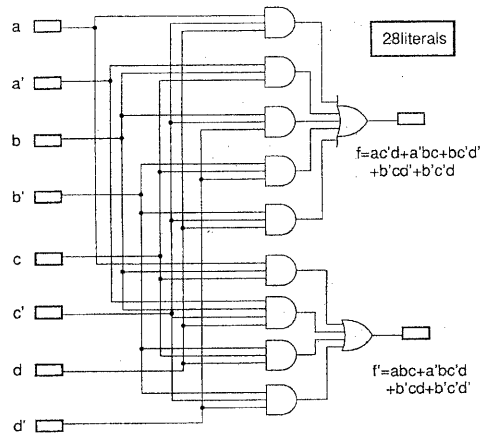 a
28literals
a'
b
f=ac'd+a'bc+bc'd'
+b'cd'+b'c'd
b'
c
c'
d
f'=abc+a'bc'd
+b'cd+b'c'd'
d'